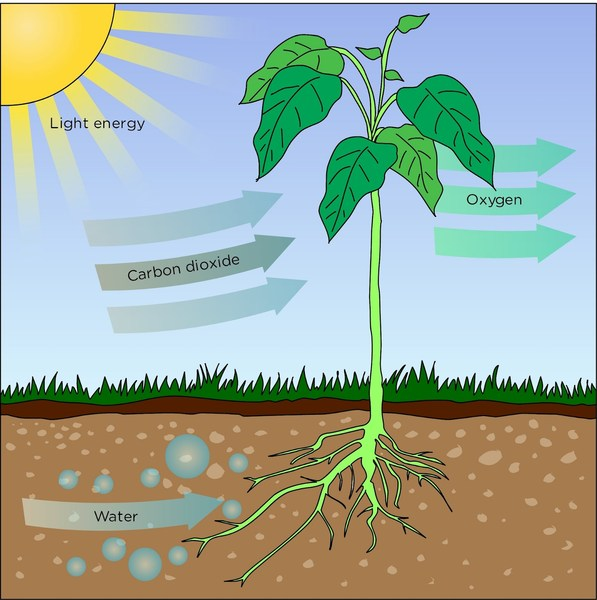 Light energy
Oxygen
Carbon dioxide
Water